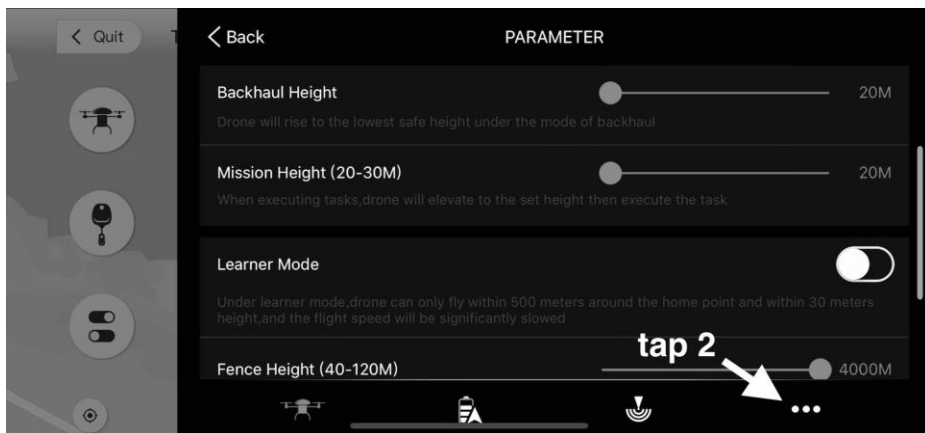 Quit
T
Back
PARAMETER
Backhaul Height
20M
Drone will rise to the lowest safe height under the mode of backhaul
Mission Height (20-30M)
20M
When executing tasks,drone will elevate to the set height then execute the task
Learner Mode
Under learner mode,drone can only fly within 500 meters around the home point and within 30 meters
height,and the flight speed will be significantly slowed
tap 2
Fence Height (40-120M)
4000M